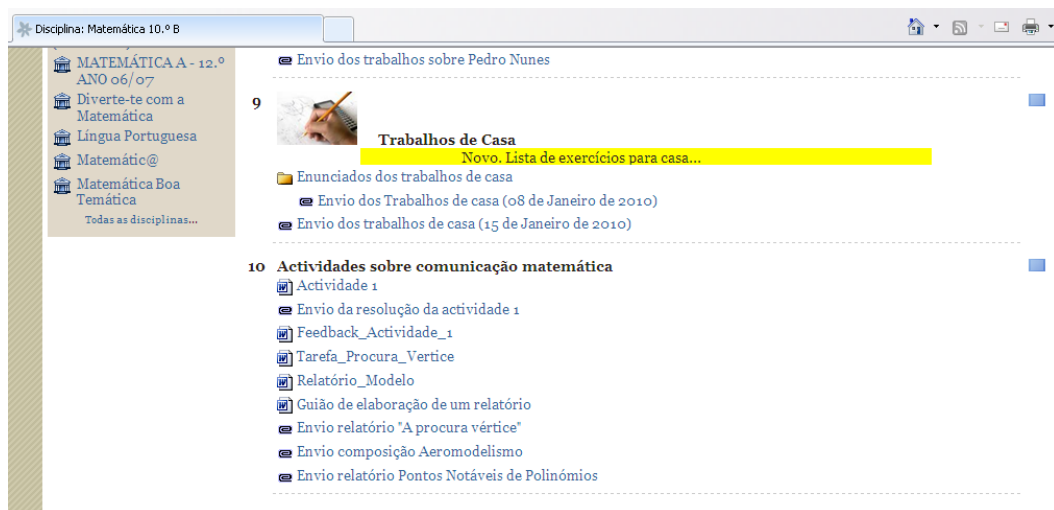 Disciplina: Matemática 10.º B
MATEMÁTICA A - 12.º
ANO 06/07
Diverte-te com a
Matemática
Língua Portuguesa
Matemátic@
Matemática Boa
Temática
Todas as disciplinas...
Envio dos trabalhos sobre Pedro Nunes
9
Trabalhos de Casa
Novo. Lista de exercícios para casa...
Enunciados dos trabalhos de casa
Envio dos Trabalhos de casa (08 de Janeiro de 2010)
Envio dos trabalhos de casa (15 de Janeiro de 2010)
10 Actividades sobre comunicação matemática
Actividade 1
Envio da resolução da actividade 1
Feedback_Actividade_1
Tarefa_Procura_Vertice
Relatório_Modelo
Guião de elaboração de um relatório
Envio relatório "A procura vértice"
Envio composição Aeromodelismo
Envio relatório Pontos Notáveis de Polinómios